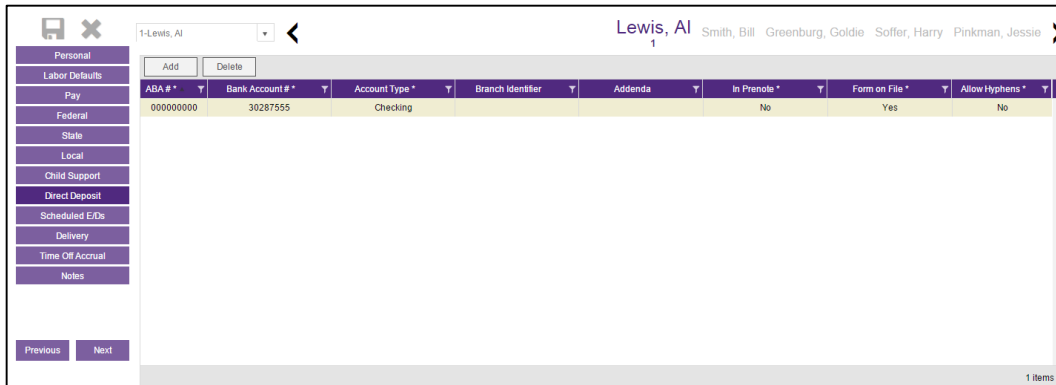 1-Lewis, Al
Lewis, Al Smith, Bill Greenburg, Goldie Soffer, Harry Pinkman, Jessie
1
Personal
Labor Defaults
Pay
Federal
State
Local
Child Support
Direct Deposit
Scheduled E/Ds
Delivery
Time Off Accrual
Notes
Previous Next
Add Delete
ABA # * Bank Account # * Account Type * Branch Identifier Addenda In Prenote * Form on File * Allow Hyphens *
000000000 30287555 Checking No Yes No
1 items